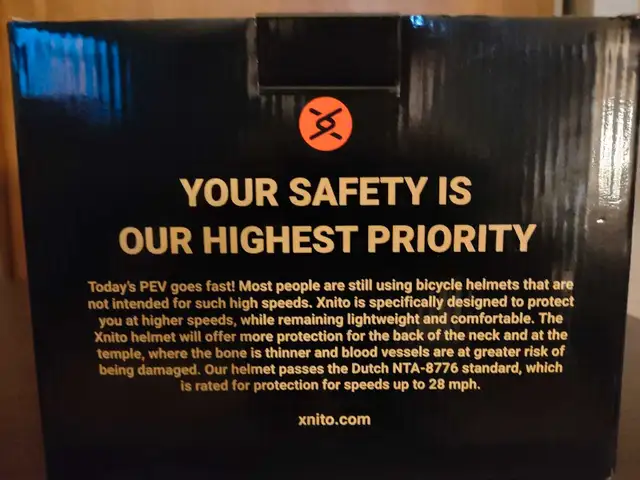 YOUR SAFETY IS
OUR HIGHEST PRIORITY
Today's PEV goes fast! Most people are still using bicycle helmets that are
not intended for such high speeds. Xnito is specifically designed to protect
you at higher speeds, while remaining lightweight and comfortable. The
Xnito helmet will offer more protection for the back of the neck and at the
temple, where the bone is thinner and blood vessels are at greater risk of
being damaged. Our helmet passes the Dutch NTA-8776 standard, which
is rated for protection for speeds up to 28 mph.
xnito.com